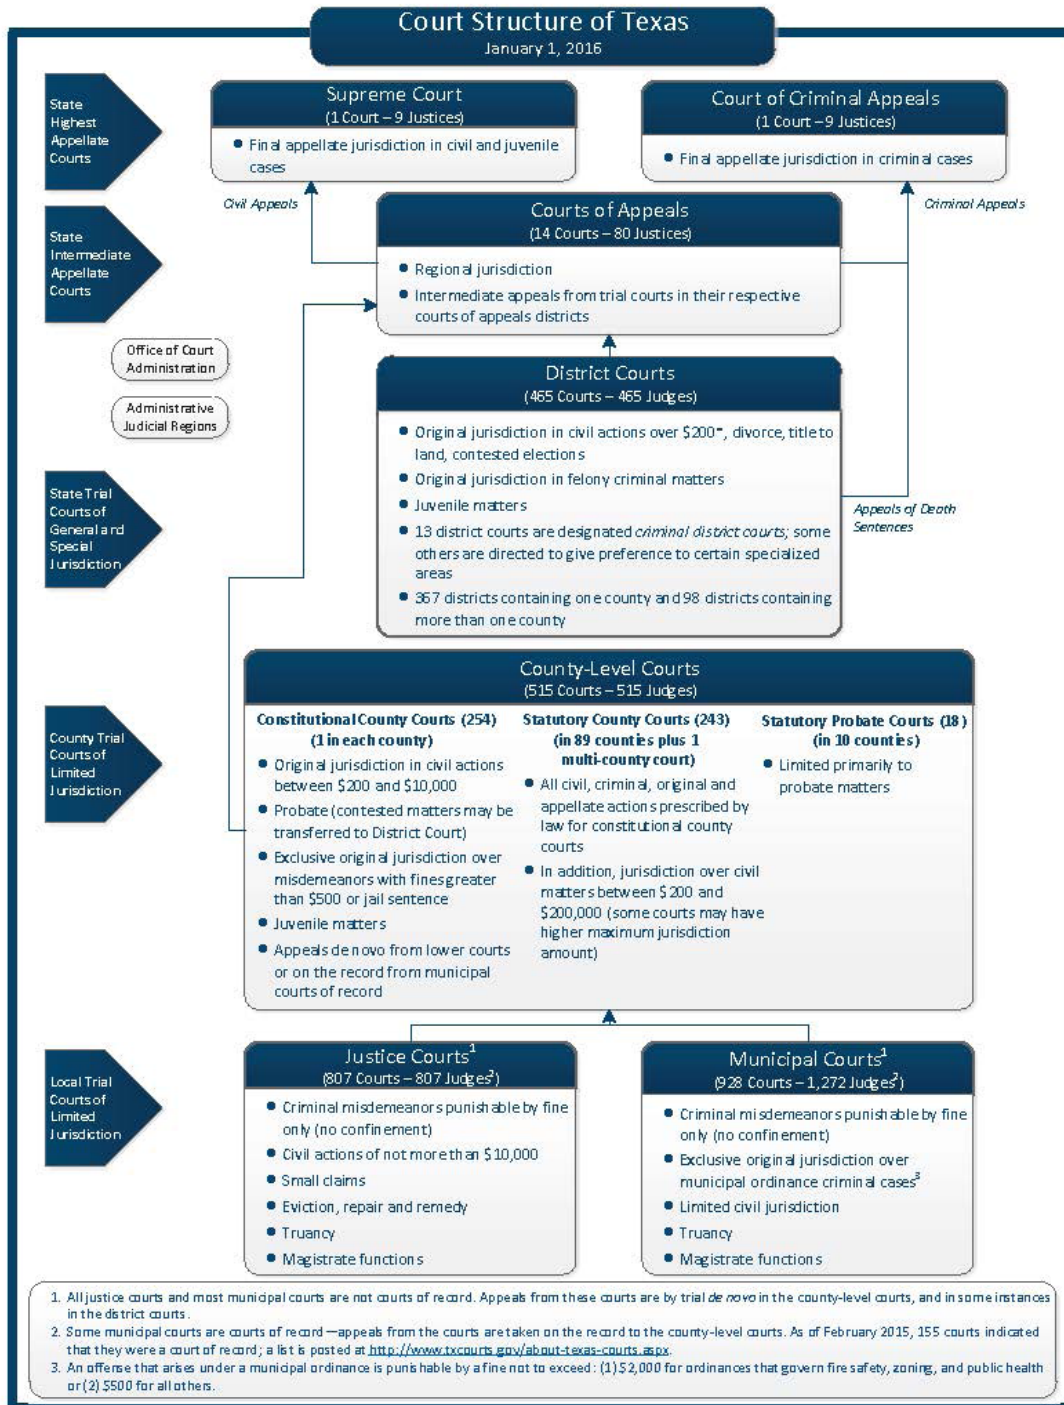 Court Structure of Texas
January 1, 2016
State
Highest
Appellate
Courts
Supreme Court
(1 Court – 9 Justices)
• Final appellate jurisdiction in civil and juvenile
cases
Court of Criminal Appeals
(1 Court – 9 Justices)
• Final appellate jurisdiction in criminal cases
Civil Appeals
Criminal Appeals
State
Intermediate
Appellate
Courts
Courts of Appeals
(14 Courts – 80 Justices)
• Regional jurisdiction
• Intermediate appeals from trial courts in their respective
courts of appeals districts
Office of Court
Administration
Administrative
Judicial Regions
State Trial
Courts of
General and
Special
Jurisdiction
District Courts
(465 Courts – 465 Judges)
• Original jurisdiction in civil actions over $200*, divorce, title to
land, contested elections
• Original jurisdiction in felony criminal matters
• Juvenile matters
• 13 district courts are designated criminal district courts; some
others are directed to give preference to certain specialized
areas
• 367 districts containing one county and 98 districts containing
more than one county
Appeals of Death
Sentences
County Trial
Courts of
Limited
Jurisdiction
County-Level Courts
(515 Courts – 515 Judges)
Constitutional County Courts (254)
(1 in each county)
• Original jurisdiction in civil actions
between $200 and $10,000
• Probate (contested matters may be
transferred to District Court)
• Exclusive original jurisdiction over
misdemeanors with fines greater
than $500 or jail sentence
• Juvenile matters
• Appeals de novo from lower courts
or on the record from municipal
courts of record
Statutory County Courts (243)
(in 89 counties plus 1
multi-county court)
• All civil, criminal, original and
appellate actions prescribed by
law for constitutional county
courts
• In addition, jurisdiction over civil
matters between $200 and
$200,000 (some courts may have
higher maximum jurisdiction
amount)
Statutory Probate Courts (18)
(in 10 counties)
• Limited primarily to
probate matters
Local Trial
Courts of
Limited
Jurisdiction
Justice Courts¹
(807 Courts – 807 Judges²)
• Criminal misdemeanors punishable by fine
only (no confinement)
• Civil actions of not more than $10,000
• Small claims
• Eviction, repair and remedy
• Truancy
• Magistrate functions
Municipal Courts¹
(928 Courts – 1,272 Judges²)
• Criminal misdemeanors punishable by fine
only (no confinement)
• Exclusive original jurisdiction over
municipal ordinance criminal cases³
• Limited civil jurisdiction
• Truancy
• Magistrate functions
1. All justice courts and most municipal courts are not courts of record. Appeals from these courts are by trial de novo in the county-level courts, and in some instances
in the district courts.
2. Some municipal courts are courts of record—appeals from the courts are taken on the record to the county-level courts. As of February 2015, 155 courts indicated
that they were a court of record; a list is posted at http://www.txcourts.gov/about-texas-courts.aspx.
3. An offense that arises under a municipal ordinance is punishable by a fine not to exceed: (1) $2,000 for ordinances that govern fire safety, zoning, and public health
or (2) $500 for all others.